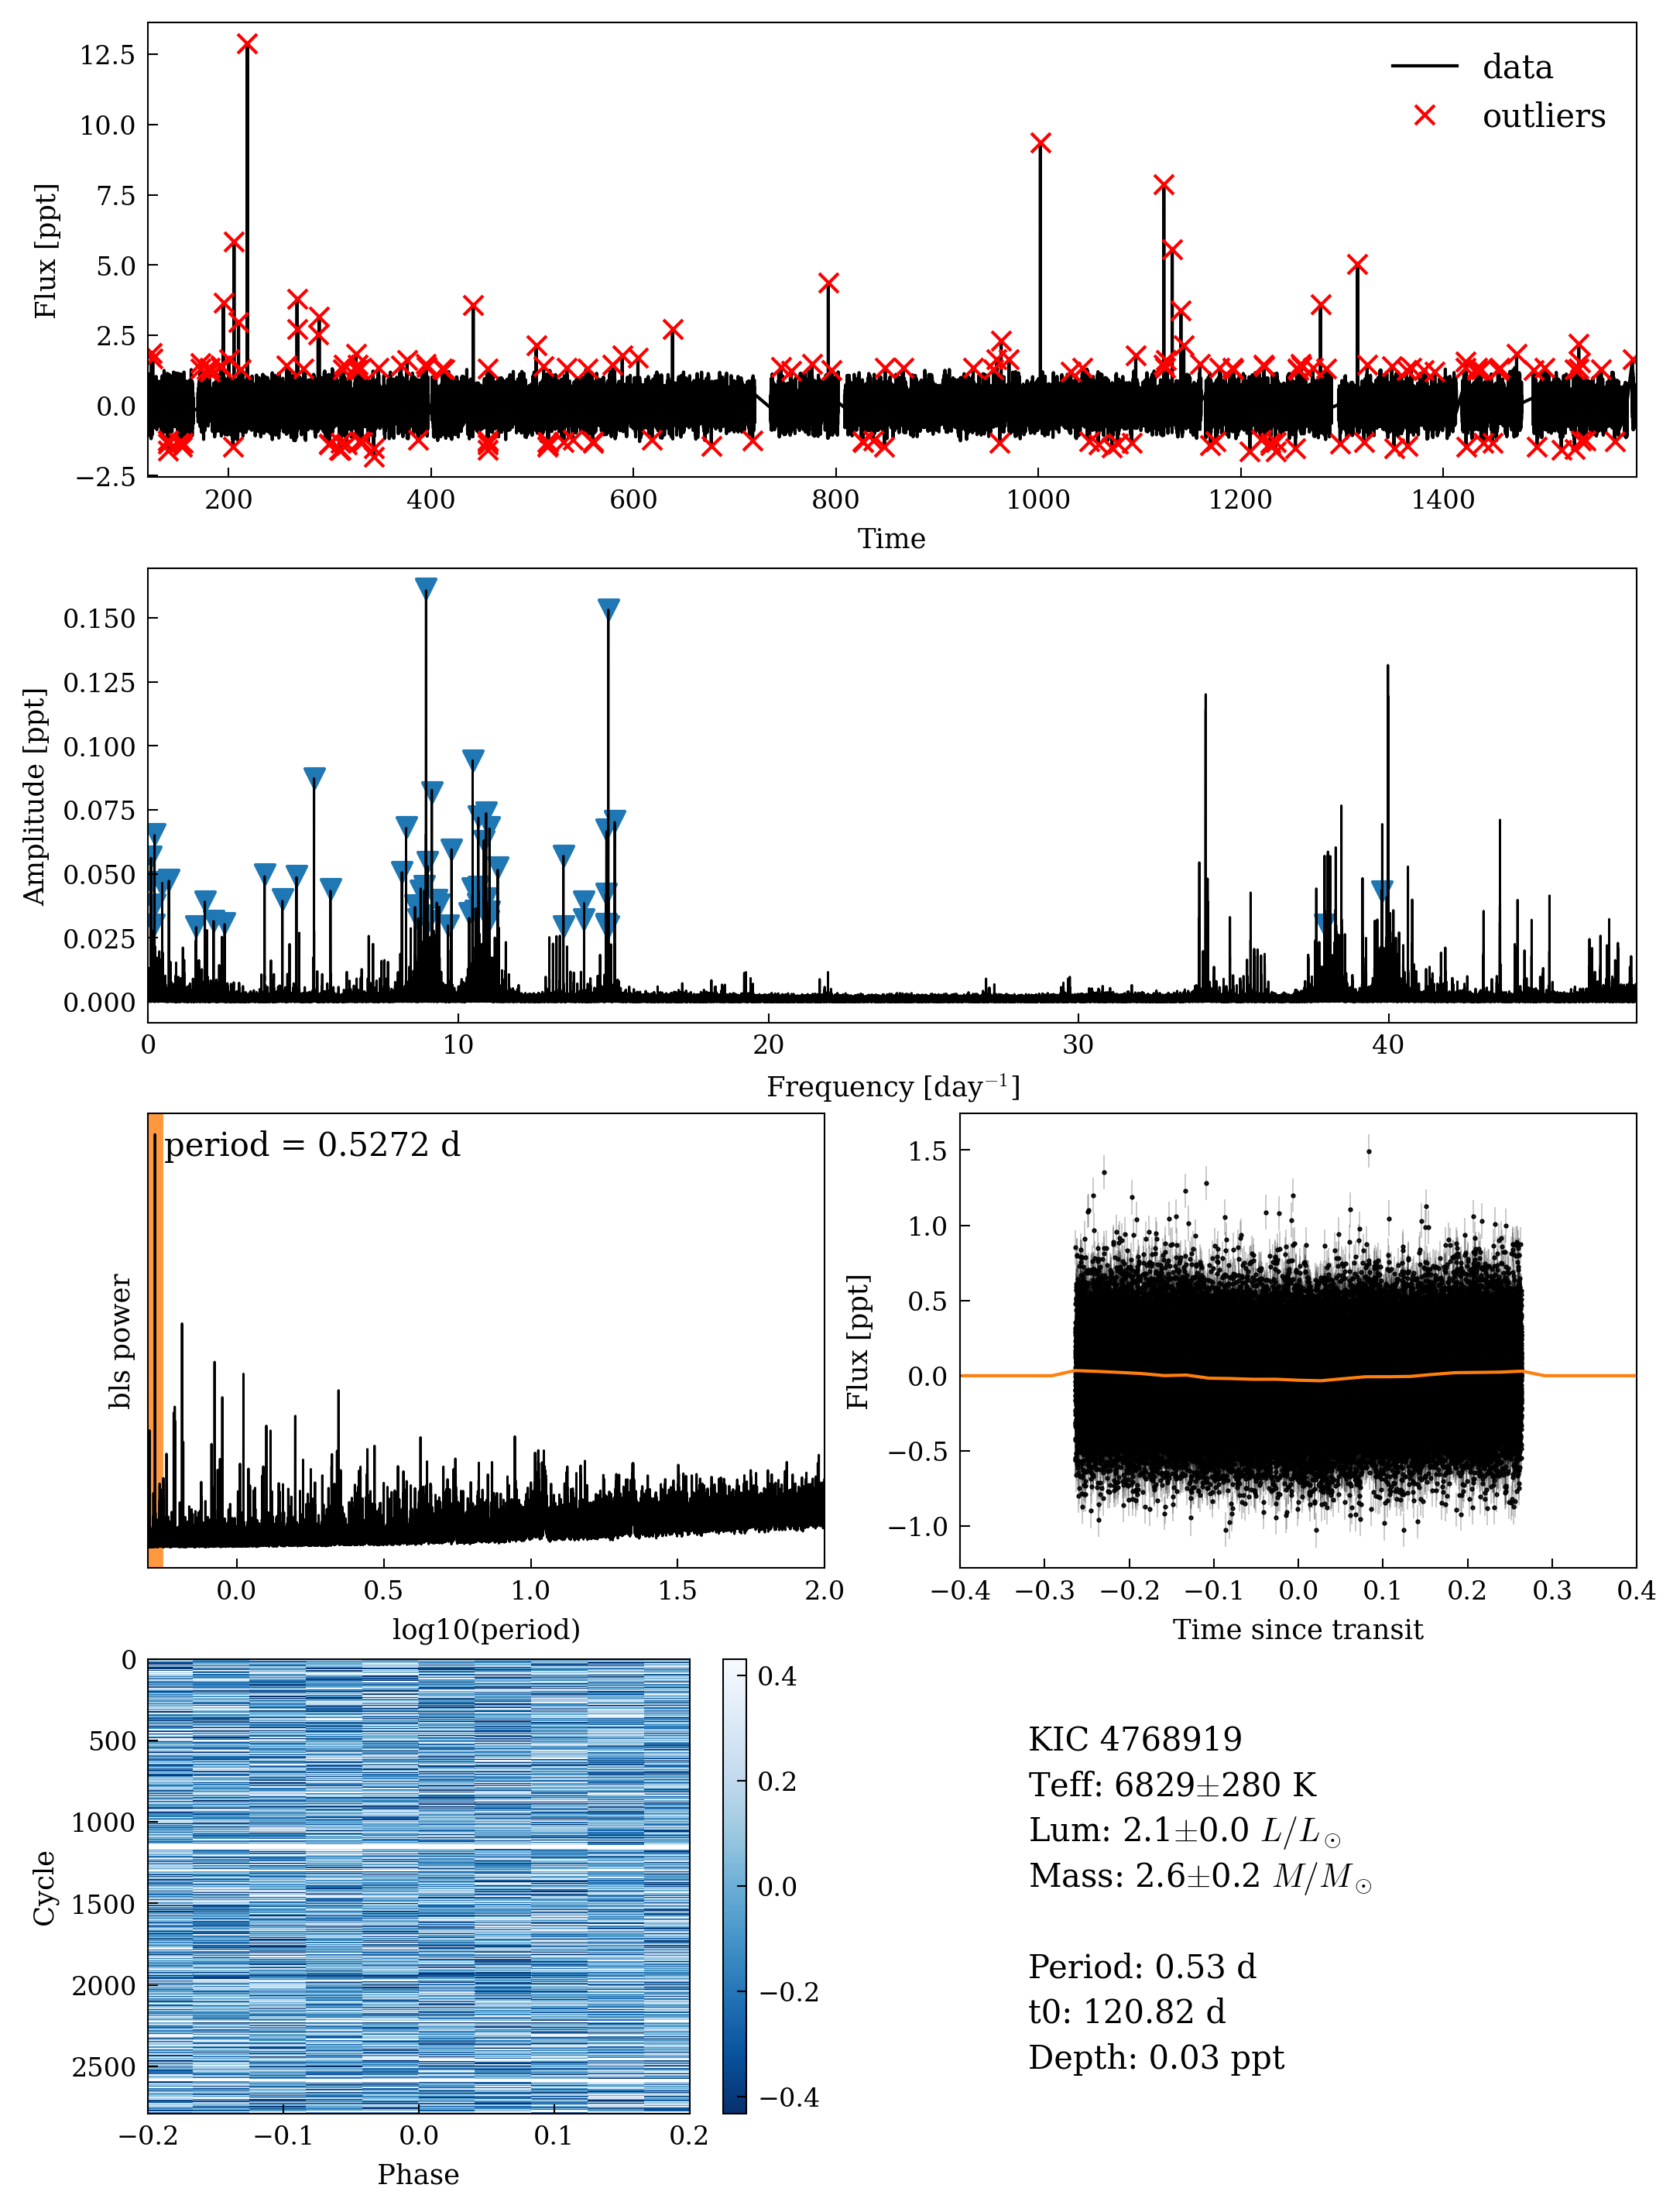 12.5
10.0
7.5
5.0
2.5
0.0
−2.5
Flux [ppt]
data
outliers
200 400 600 800 1000 1200 1400
Time
0.150
0.125
0.100
0.075
0.050
0.025
0.000
Amplitude [ppt]
0 10 20 30 40
Frequency [day⁻¹]
period = 0.5272 d
bls power
0.0 0.5 1.0 1.5 2.0
log10(period)
1.5
1.0
0.5
0.0
−0.5
−1.0
Flux [ppt]
−0.4 −0.3 −0.2 −0.1 0.0 0.1 0.2 0.3 0.4
Time since transit
0
500
1000
1500
2000
2500
Cycle
−0.2 −0.1 0.0 0.1 0.2
Phase
0.4
0.2
0.0
−0.2
−0.4
KIC 4768919
Teff: 6829±280 K
Lum: 2.1±0.0 L/L⊙
Mass: 2.6±0.2 M/M⊙
Period: 0.53 d
t0: 120.82 d
Depth: 0.03 ppt